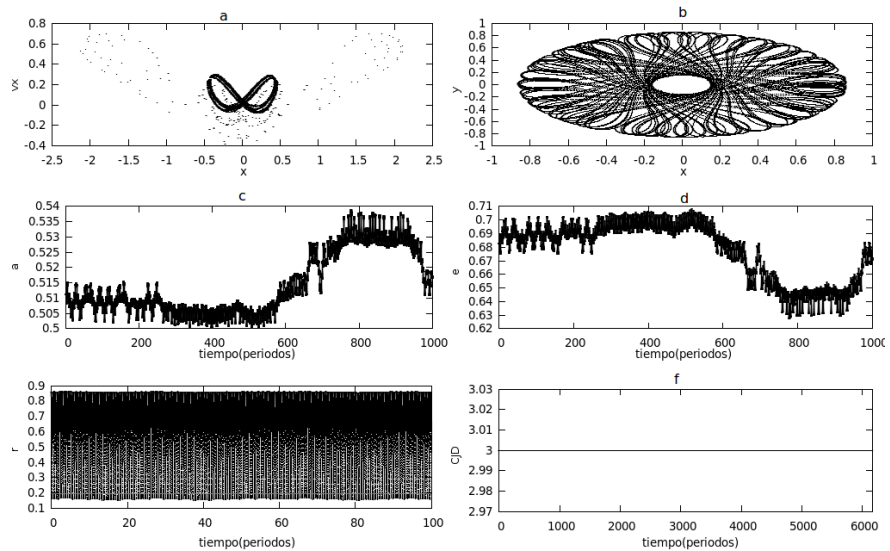 a
0.8
0.6
0.4
0.2
0
-0.2
-0.4
vx
-2.5 -2 -1.5 -1 -0.5 0 0.5 1 1.5 2 2.5
x
b
1
0.8
0.6
0.4
0.2
0
-0.2
-0.4
-0.6
-0.8
-1
y
-1 -0.8 -0.6 -0.4 -0.2 0 0.2 0.4 0.6 0.8 1
x
c
0.54
0.535
0.53
0.525
0.52
0.515
0.51
0.505
0.5
a
0 200 400 600 800 1000
tiempo(periodos)
d
0.71
0.7
0.69
0.68
0.67
0.66
0.65
0.64
0.63
0.62
e
0 200 400 600 800 1000
tiempo(periodos)
0.9
0.8
0.7
0.6
0.5
0.4
0.3
0.2
0.1
r
0 20 40 60 80 100
tiempo(periodos)
f
3.03
3.02
3.01
3
2.99
2.98
2.97
CJD
0 1000 2000 3000 4000 5000 6000
tiempo(periodos)